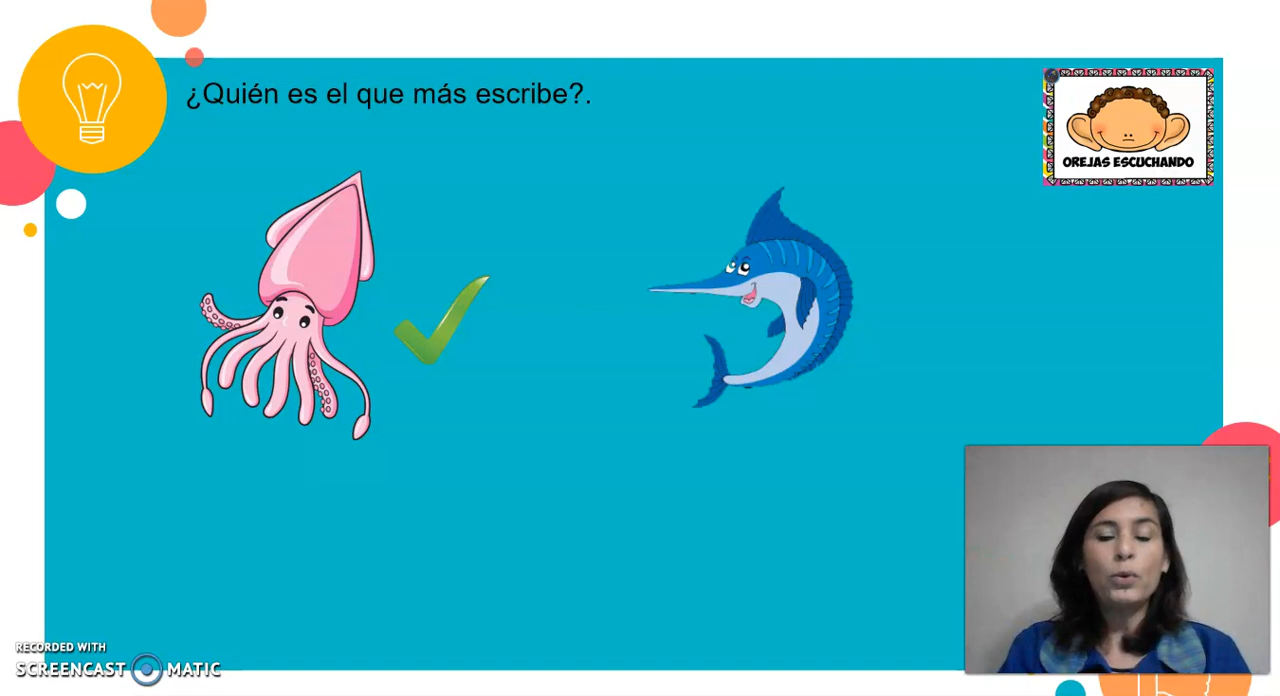 ¿Quién es el que más escribe?.
OREJAS ESCUCHANDO
RECORDED WITH
SCREENCAST MATIC